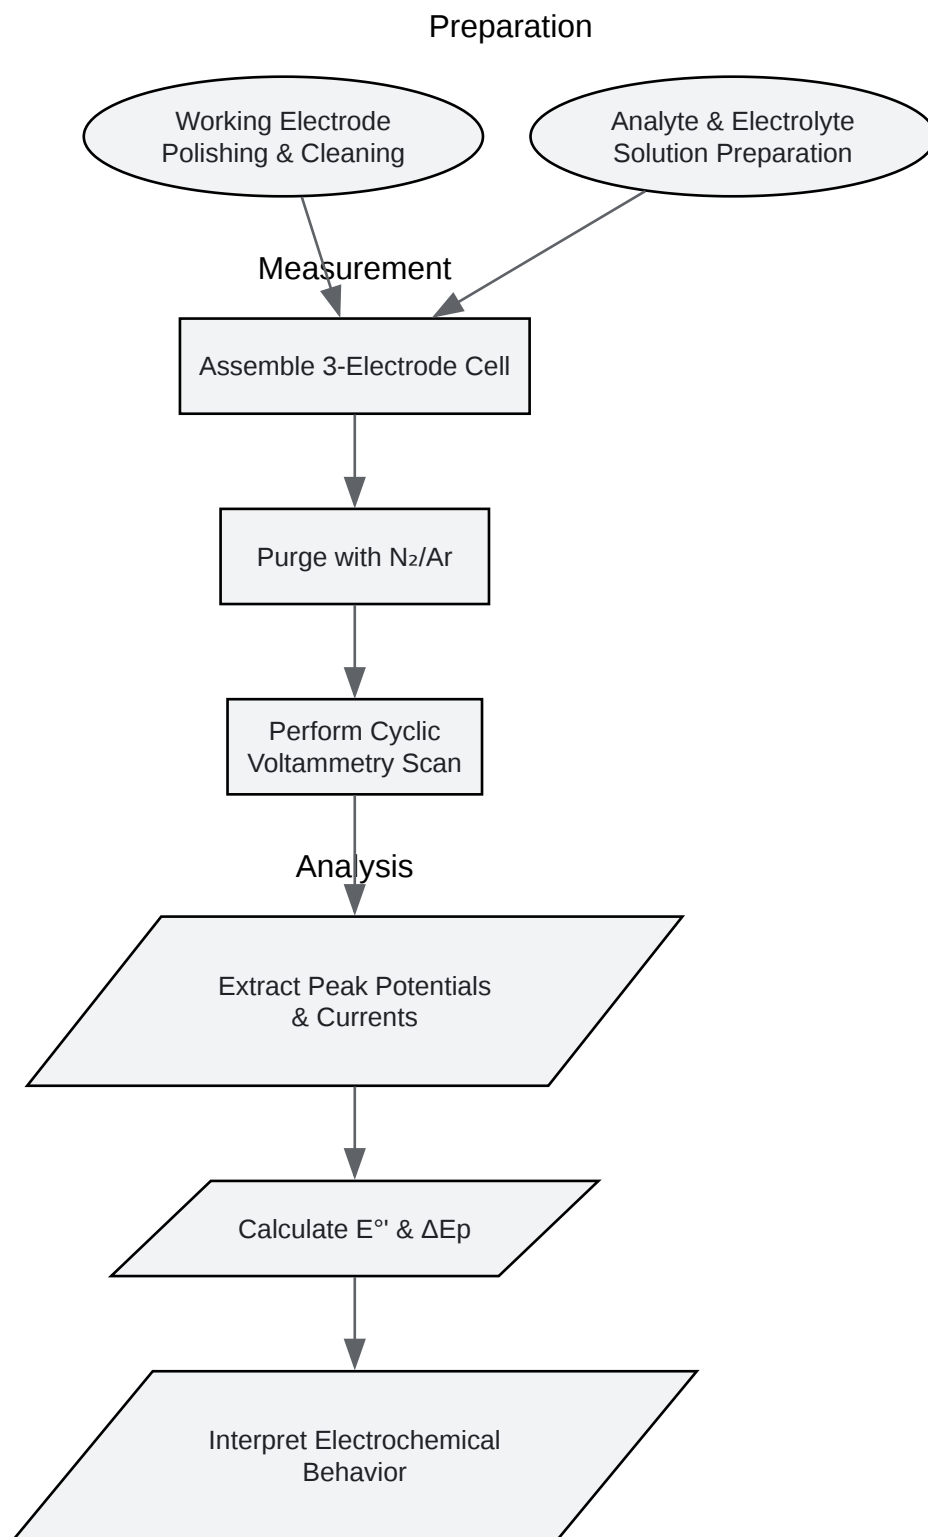 Preparation
Working Electrode
Polishing & Cleaning
Analyte & Electrolyte
Solution Preparation
Measurement
Assemble 3-Electrode Cell
Purge with N₂/Ar
Perform Cyclic
Voltammetry Scan
Analysis
Extract Peak Potentials
& Currents
Calculate E°' & ΔEp
Interpret Electrochemical
Behavior